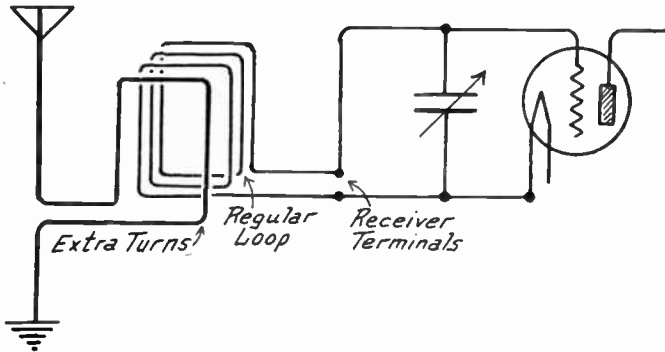 Extra Turns
Regular
Loop
Receiver
Terminals